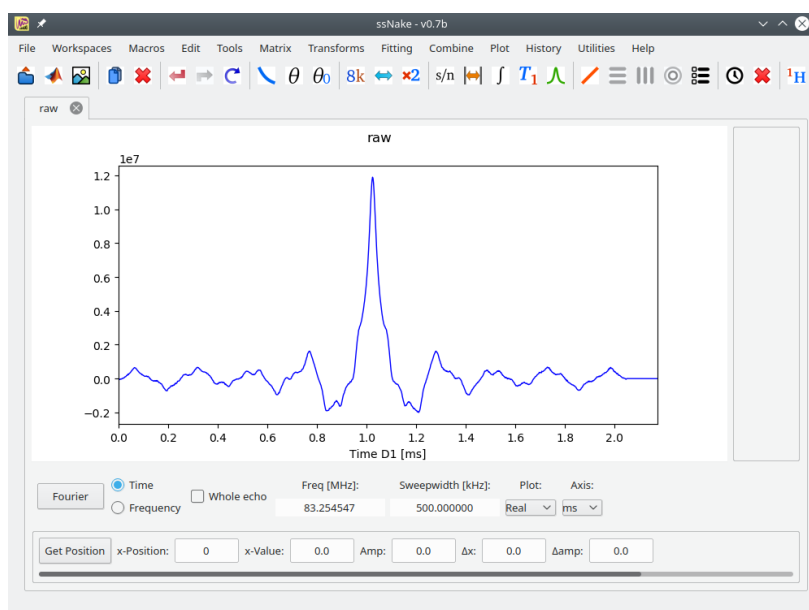 ssNake - v0.7b
File Workspaces Macros Edit Tools Matrix Transforms Fitting Combine Plot History Utilities Help
θ θ₀ 8k ×2 s/n ∫ T₁ ¹H
raw
raw
1e7
1.2
1.0
0.8
0.6
0.4
0.2
0.0
−0.2
0.0 0.2 0.4 0.6 0.8 1.0 1.2 1.4 1.6 1.8 2.0
Time D1 [ms]
Time Freq [MHz]: Sweepwidth [kHz]: Plot: Axis:
Fourier Whole echo
Frequency 83.254547 500.000000 Real ms
Get Position x-Position: 0 x-Value: 0.0 Amp: 0.0 Δx: 0.0 Δamp: 0.0